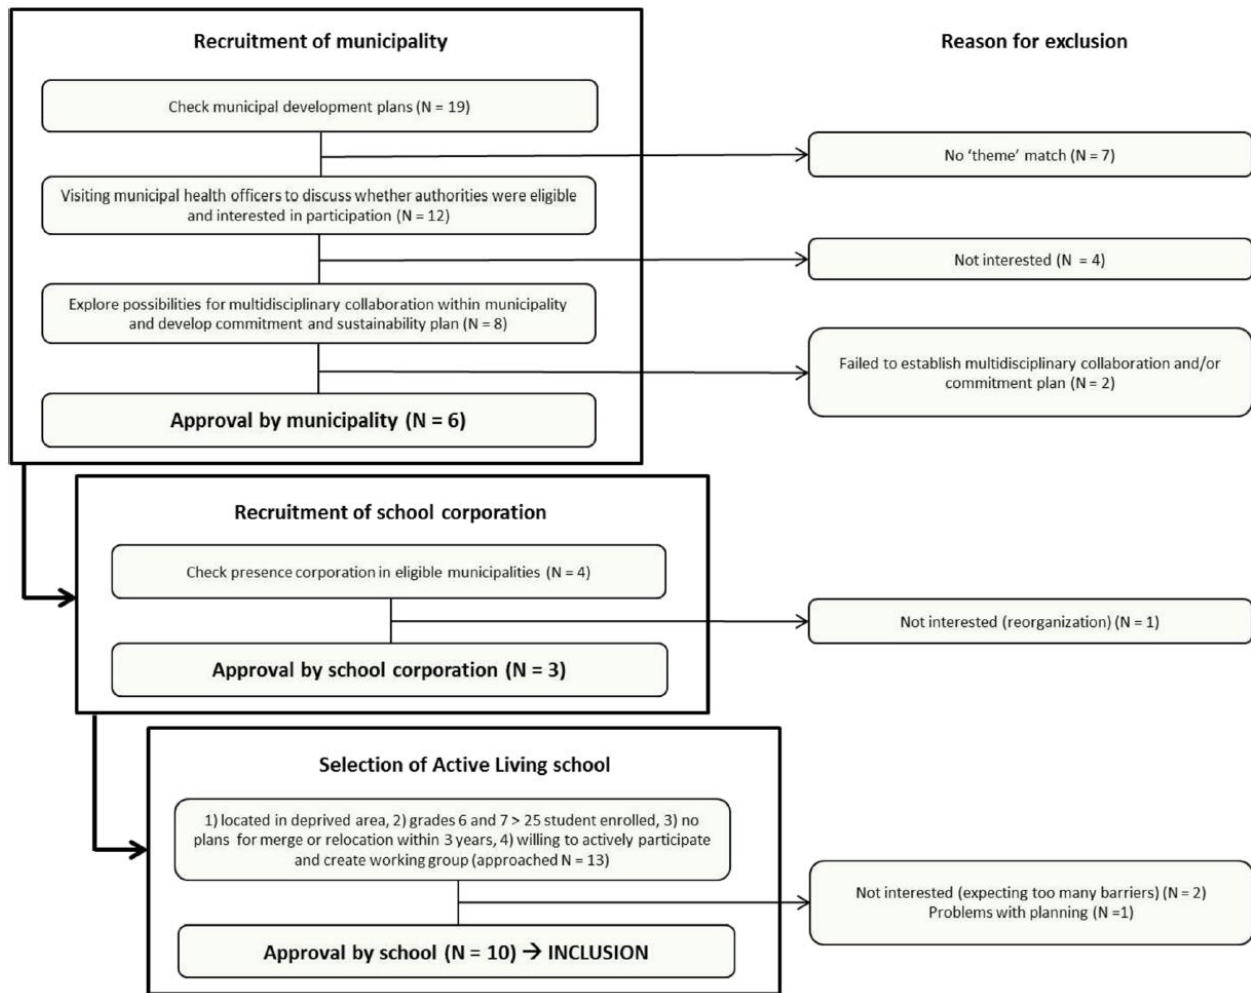 Recruitment of municipality
Reason for exclusion
Check municipal development plans (N = 19)
No ‘theme’ match (N = 7)
Visiting municipal health officers to discuss whether authorities were eligible
and interested in participation (N = 12)
Not interested (N = 4)
Explore possibilities for multidisciplinary collaboration within municipality
and develop commitment and sustainability plan (N = 8)
Failed to establish multidisciplinary collaboration and/or
commitment plan (N = 2)
Approval by municipality (N = 6)
Recruitment of school corporation
Check presence corporation in eligible municipalities (N = 4)
Not interested (reorganization) (N = 1)
Approval by school corporation (N = 3)
Selection of Active Living school
1) located in deprived area, 2) grades 6 and 7 > 25 student enrolled, 3) no
plans for merge or relocation within 3 years, 4) willing to actively participate
and create working group (approached N = 13)
Not interested (expecting too many barriers) (N = 2)
Problems with planning (N =1)
Approval by school (N = 10) → INCLUSION